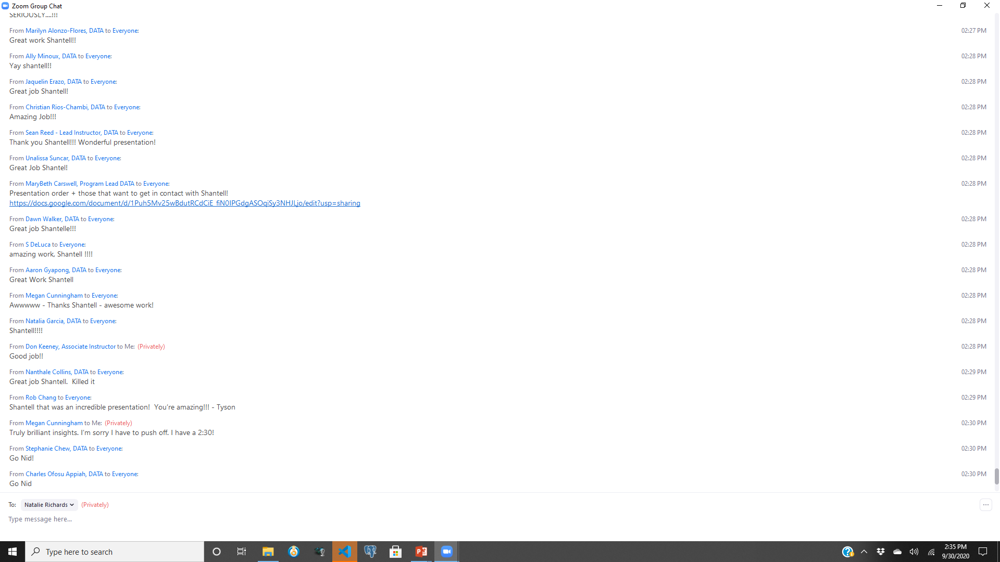 Zoom Group Chat
SERIOUSLY....!!!
From Marilyn Alonzo-Flores, DATA to Everyone: 02:27 PM
Great work Shantell!!
From Ally Minoux, DATA to Everyone: 02:28 PM
Yay shantell!!
From Jaquelin Erazo, DATA to Everyone: 02:28 PM
Great job Shantell!
From Christian Rios-Chambi, DATA to Everyone: 02:28 PM
Amazing Job!!!
From Sean Reed - Lead Instructor, DATA to Everyone: 02:28 PM
Thank you Shantell!!! Wonderful presentation!
From Unalissa Suncar, DATA to Everyone: 02:28 PM
Great Job Shantel!
From MaryBeth Carswell, Program Lead DATA to Everyone: 02:28 PM
Presentation order + those that want to get in contact with Shantell!
https://docs.google.com/document/d/1Puh5Mv25wBdutRCdCiE_fiN0IPGdgASOqiSy3NHJLjo/edit?usp=sharing
From Dawn Walker, DATA to Everyone: 02:28 PM
Great job Shantelle!!!
From S DeLuca to Everyone: 02:28 PM
amazing work, Shantell !!!!
From Aaron Gyapong, DATA to Everyone: 02:28 PM
Great Work Shantell
From Megan Cunningham to Everyone: 02:28 PM
Awwwww - Thanks Shantell - awesome work!
From Natalia Garcia, DATA to Everyone: 02:28 PM
Shantell!!!!
From Don Keeney, Associate Instructor to Me: (Privately) 02:28 PM
Good job!!
From Nanthale Collins, DATA to Everyone: 02:29 PM
Great job Shantell.  Killed it
From Rob Chang to Everyone: 02:29 PM
Shantell that was an incredible presentation!  You're amazing!!! - Tyson
From Megan Cunningham to Me: (Privately) 02:30 PM
Truly brilliant insights. I'm sorry I have to push off. I have a 2:30!
From Stephanie Chew, DATA to Everyone: 02:30 PM
Go Nid!
From Charles Ofosu Appiah, DATA to Everyone: 02:30 PM
Go Nid
To: Natalie Richards (Privately)
Type message here...
Type here to search
2:35 PM
9/30/2020